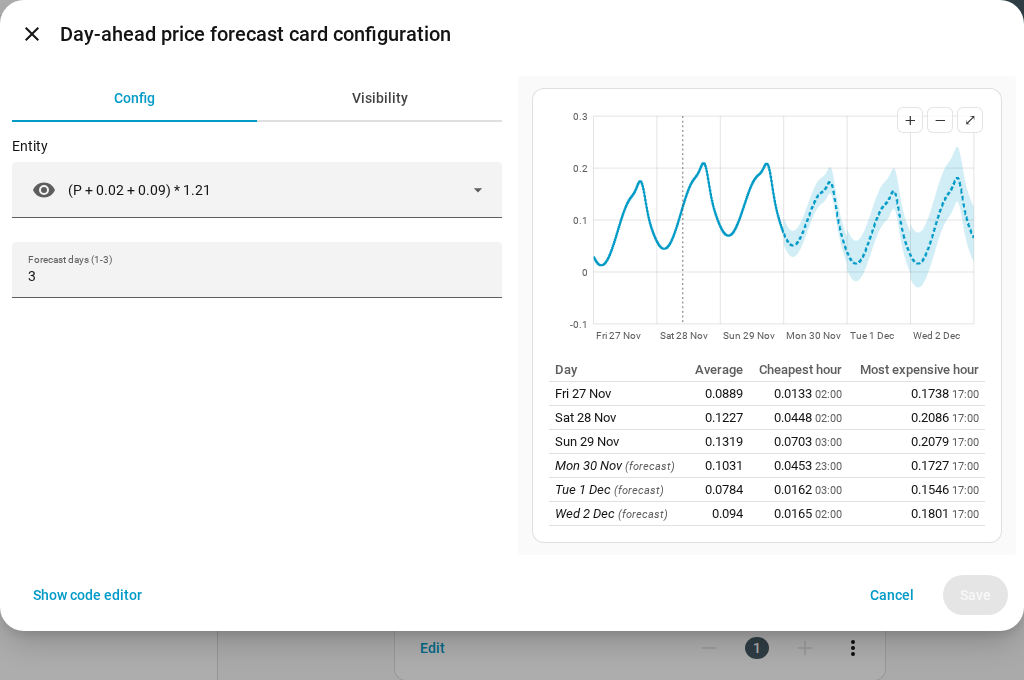 Day-ahead price forecast card configuration
Config
Visibility
Entity
(P + 0.02 + 0.09) * 1.21
Forecast days (1-3)
3
0.3
0.2
0.1
0
-0.1
Fri 27 Nov
Sat 28 Nov
Sun 29 Nov
Mon 30 Nov
Tue 1 Dec
Wed 2 Dec
Day Average Cheapest hour Most expensive hour
Fri 27 Nov 0.0889 0.0133 02:00 0.1738 17:00
Sat 28 Nov 0.1227 0.0448 02:00 0.2086 17:00
Sun 29 Nov 0.1319 0.0703 03:00 0.2079 17:00
Mon 30 Nov (forecast) 0.1031 0.0453 23:00 0.1727 17:00
Tue 1 Dec (forecast) 0.0784 0.0162 03:00 0.1546 17:00
Wed 2 Dec (forecast) 0.094 0.0165 02:00 0.1801 17:00
Show code editor
Cancel
Save
Edit
1